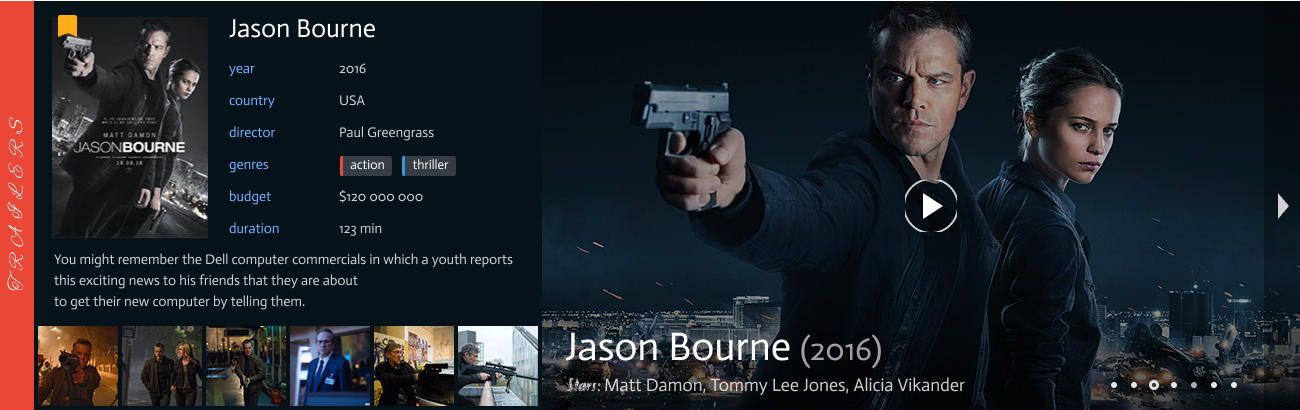 TRAILERS
MATT DAMON
JASON BOURNE
Jason Bourne
year 2016
country USA
director Paul Greengrass
genres action thriller
budget $120 000 000
duration 123 min
You might remember the Dell computer commercials in which a youth reports
this exciting news to his friends that they are about
to get their new computer by telling them.
Jason Bourne (2016)
Stars: Matt Damon, Tommy Lee Jones, Alicia Vikander